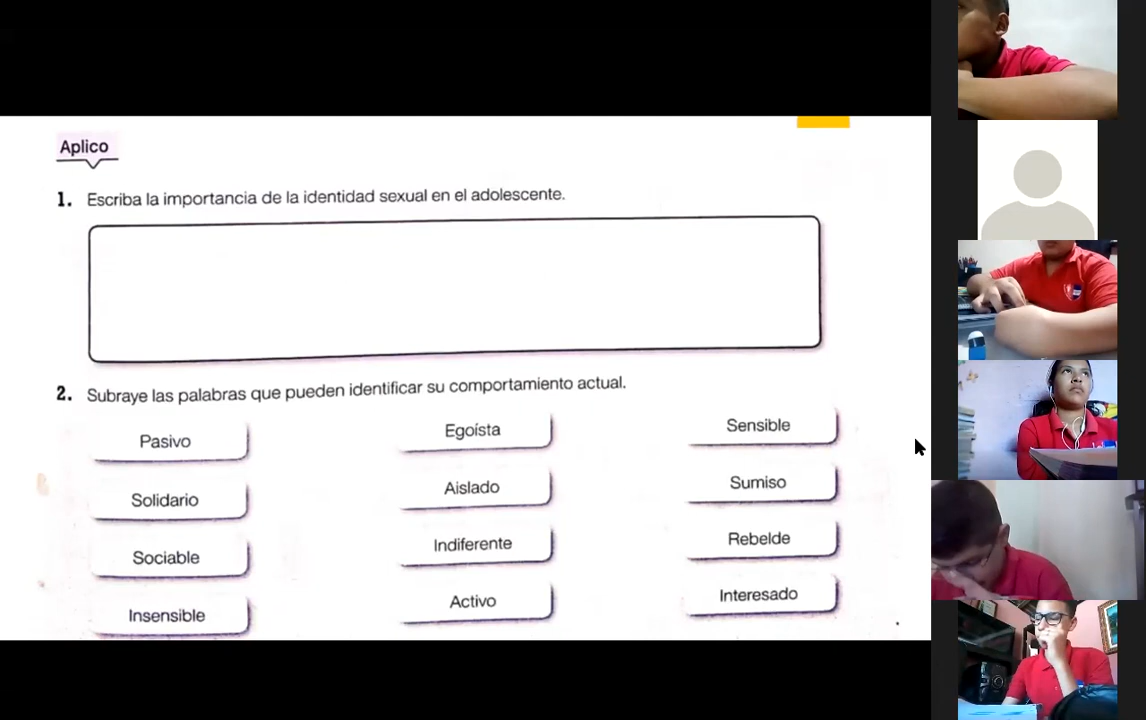 Aplico
1. Escriba la importancia de la identidad sexual en el adolescente.
2. Subraye las palabras que pueden identificar su comportamiento actual.
Pasivo
Egoísta
Sensible
Solidario
Aislado
Sumiso
Sociable
Indiferente
Rebelde
Insensible
Activo
Interesado